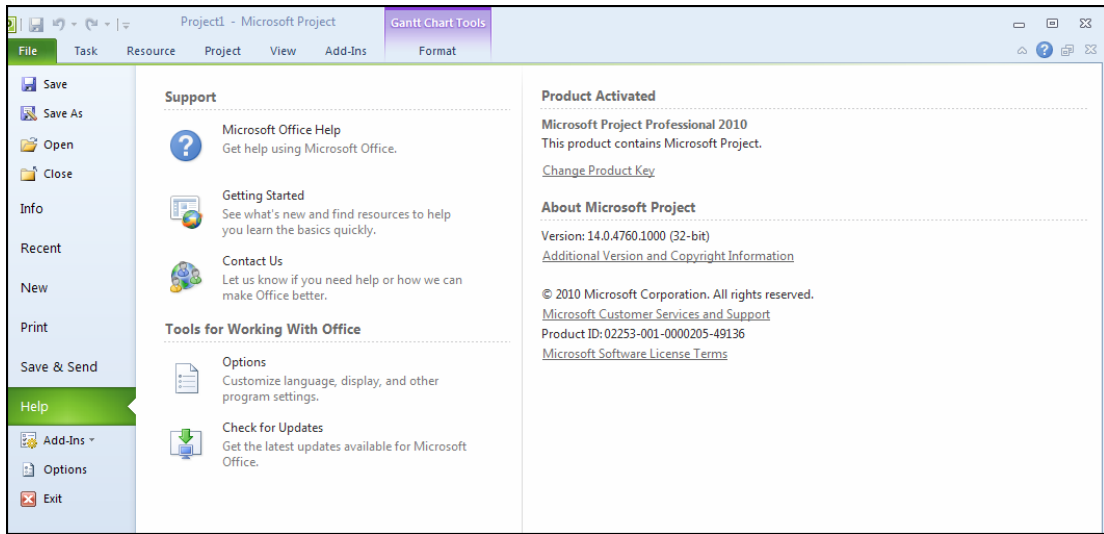 Project1 - Microsoft Project
Gantt Chart Tools
File Task Resource Project View Add-Ins Format
Save
Save As
Open
Close
Info
Recent
New
Print
Save & Send
Help
Add-Ins
Options
Exit
Support
Microsoft Office Help
Get help using Microsoft Office.
Getting Started
See what's new and find resources to help
you learn the basics quickly.
Contact Us
Let us know if you need help or how we can
make Office better.
Tools for Working With Office
Options
Customize language, display, and other
program settings.
Check for Updates
Get the latest updates available for Microsoft
Office.
Product Activated
Microsoft Project Professional 2010
This product contains Microsoft Project.
Change Product Key
About Microsoft Project
Version: 14.0.4760.1000 (32-bit)
Additional Version and Copyright Information
© 2010 Microsoft Corporation. All rights reserved.
Microsoft Customer Services and Support
Product ID: 02253-001-0000205-49136
Microsoft Software License Terms